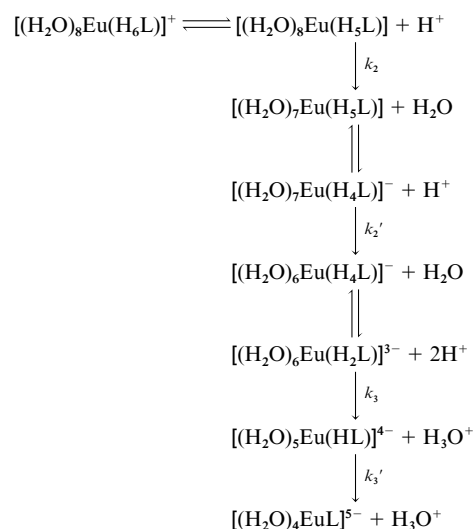 [(H₂O)₈Eu(H₆L)]⁺ ⇌ [(H₂O)₈Eu(H₅L)] + H⁺
k₂
[(H₂O)₇Eu(H₅L)] + H₂O
[(H₂O)₇Eu(H₄L)]⁻ + H⁺
k₂′
[(H₂O)₆Eu(H₄L)]⁻ + H₂O
[(H₂O)₆Eu(H₂L)]³⁻ + 2H⁺
k₃
[(H₂O)₅Eu(HL)]⁴⁻ + H₃O⁺
k₃′
[(H₂O)₄EuL]⁵⁻ + H₃O⁺